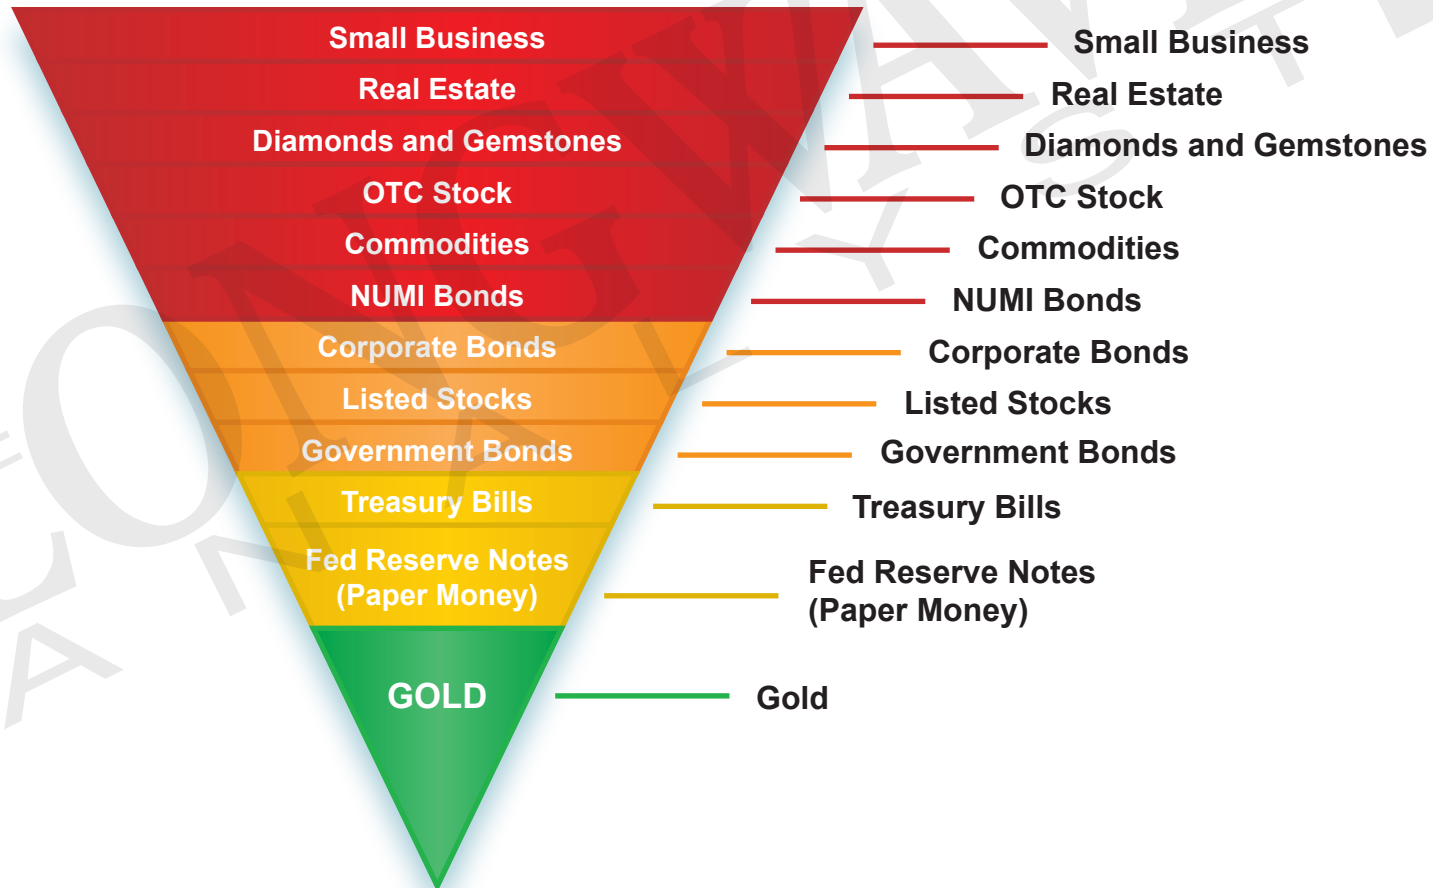 Small Business
Small Business
Real Estate
Real Estate
Diamonds and Gemstones
Diamonds and Gemstones
OTC Stock
OTC Stock
Commodities
Commodities
NUMI Bonds
NUMI Bonds
Corporate Bonds
Corporate Bonds
Listed Stocks
Listed Stocks
Government Bonds
Government Bonds
Treasury Bills
Treasury Bills
Fed Reserve Notes
(Paper Money)
Fed Reserve Notes
(Paper Money)
GOLD
Gold